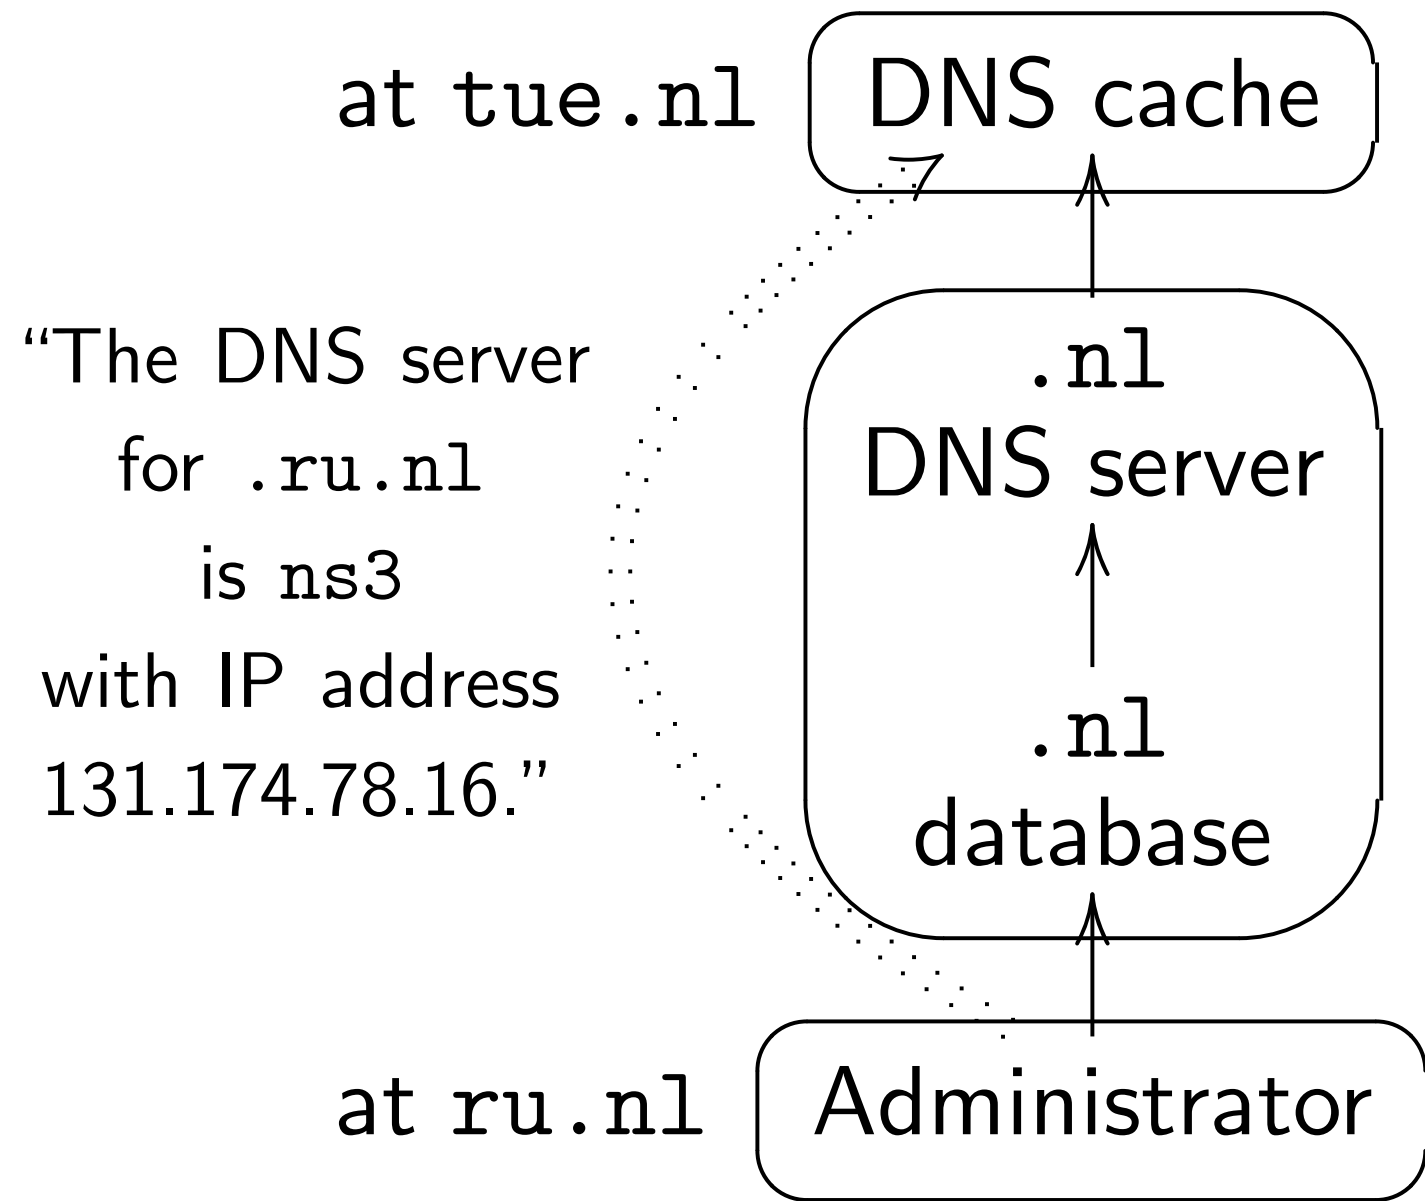 at tue.nl DNS cache
“The DNS server
for .ru.nl
is ns3
with IP address
131.174.78.16.”
.nl
DNS server
.nl
database
at ru.nl Administrator